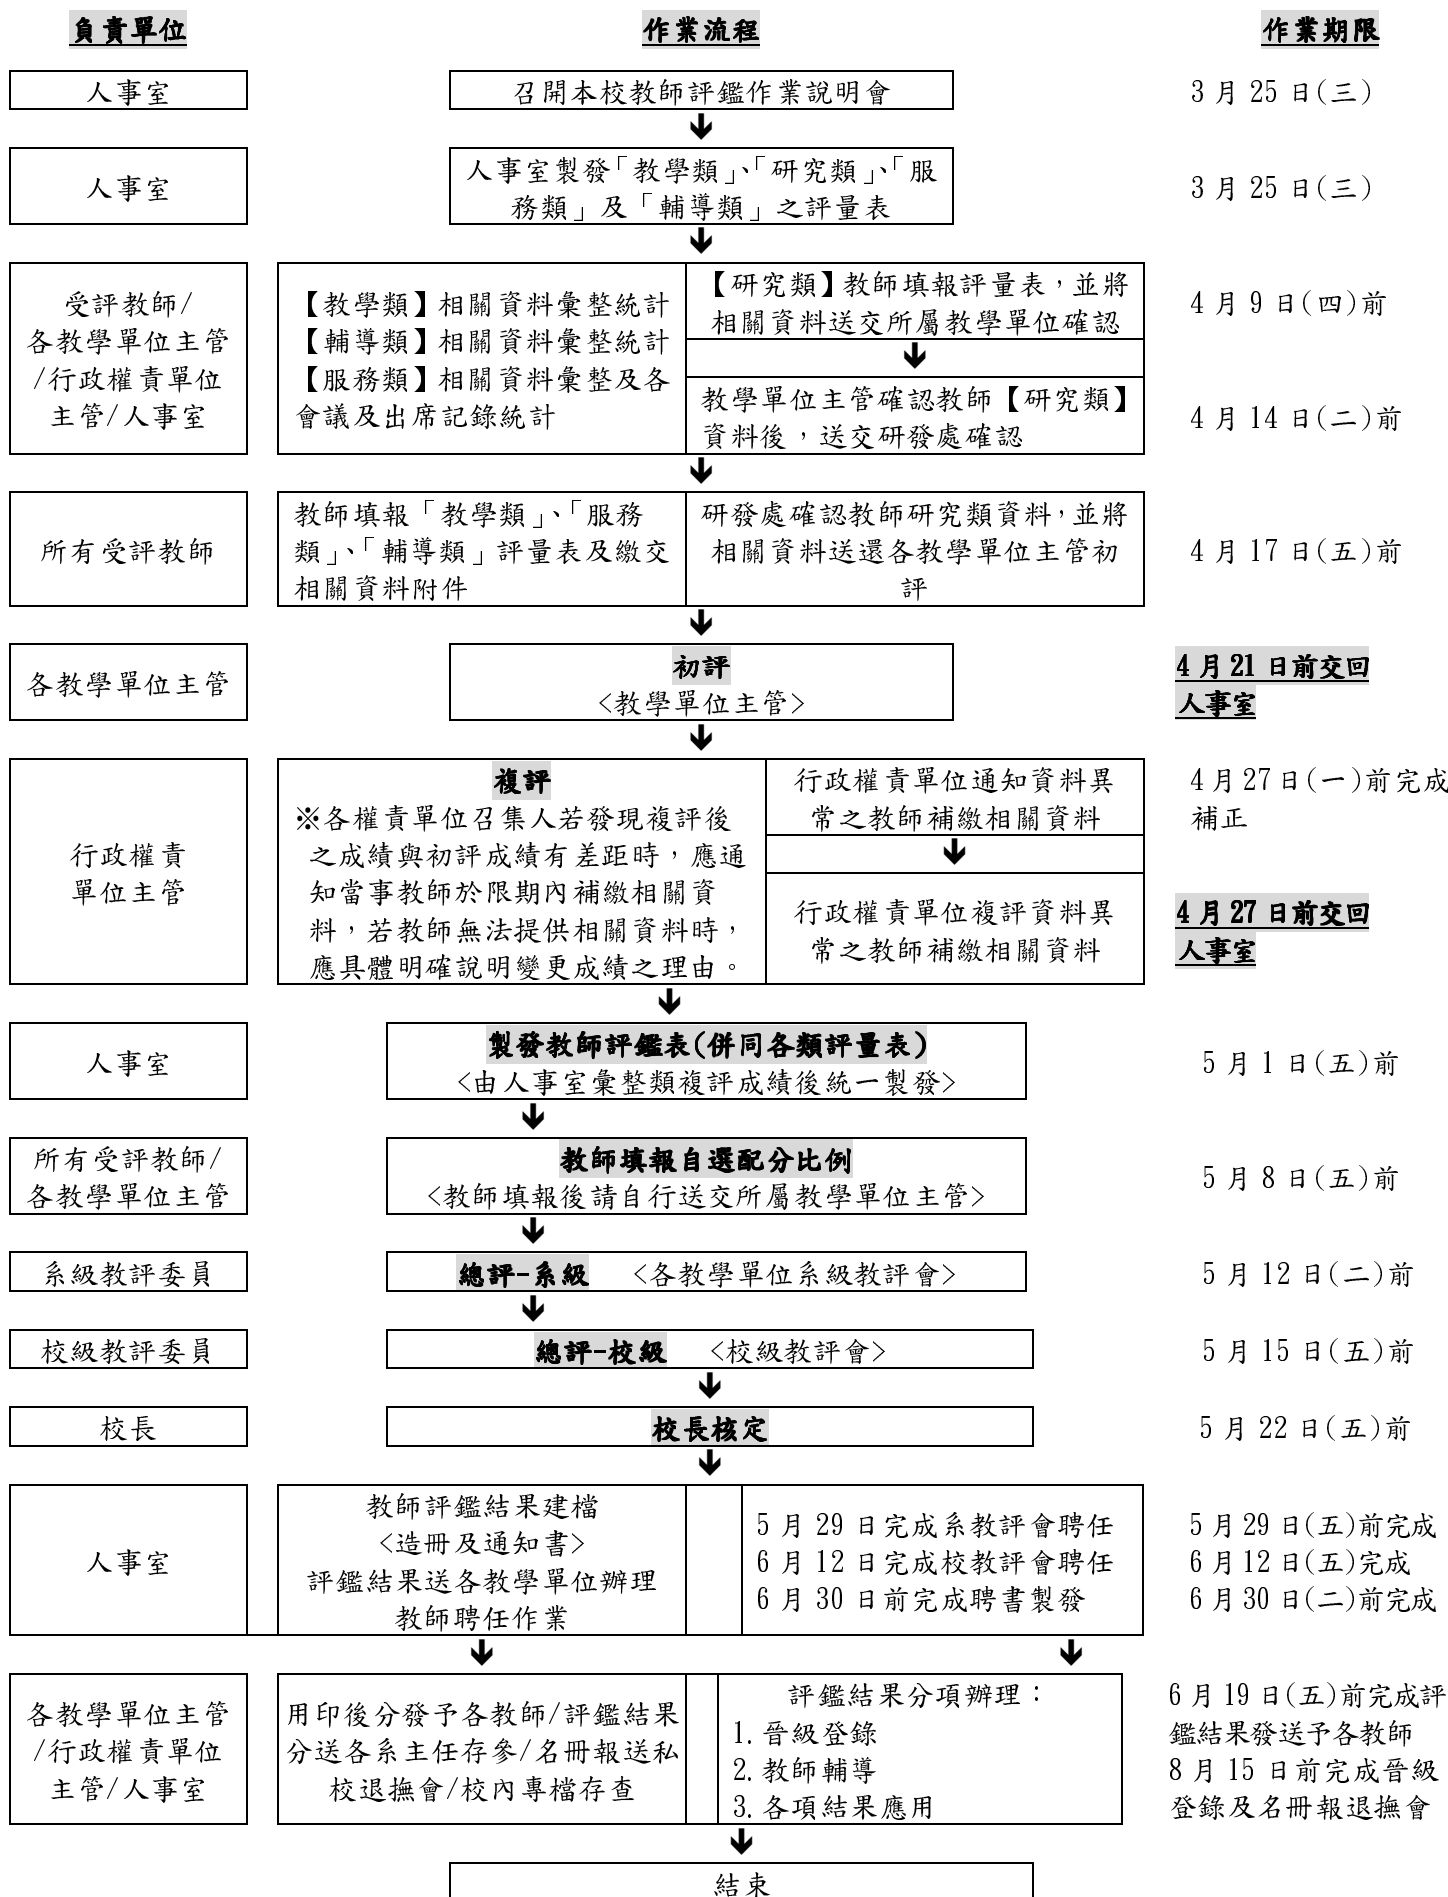 負責單位
作業流程
作業期限
人事室
召開本校教師評鑑作業說明會
3 月 25 日(三)
人事室
人事室製發「教學類」、「研究類」、「服
務類」及「輔導類」之評量表
3 月 25 日(三)
受評教師/
各教學單位主管
/行政權責單位
主管/人事室
【教學類】相關資料彙整統計
【輔導類】相關資料彙整統計
【服務類】相關資料彙整及各
會議及出席記錄統計
【研究類】教師填報評量表，並將
相關資料送交所屬教學單位確認
4 月 9 日(四)前
教學單位主管確認教師【研究類】
資料後，送交研發處確認
4 月 14 日(二)前
所有受評教師
教師填報「教學類」、「服務
類」、「輔導類」評量表及繳交
相關資料附件
研發處確認教師研究類資料，並將
相關資料送還各教學單位主管初
評
4 月 17 日(五)前
各教學單位主管
初評
<教學單位主管>
4 月 21 日前交回
人事室
行政權責
單位主管
複評
※各權責單位召集人若發現複評後
之成績與初評成績有差距時，應通
知當事教師於限期內補繳相關資
料，若教師無法提供相關資料時，
應具體明確說明變更成績之理由。
行政權責單位通知資料異
常之教師補繳相關資料
4 月 27 日(一)前完成
補正
行政權責單位複評資料異
常之教師補繳相關資料
4 月 27 日前交回
人事室
人事室
製發教師評鑑表(併同各類評量表)
<由人事室彙整類複評成績後統一製發>
5 月 1 日(五)前
所有受評教師/
各教學單位主管
教師填報自選配分比例
<教師填報後請自行送交所屬教學單位主管>
5 月 8 日(五)前
系級教評委員
總評-系級 <各教學單位系級教評會>
5 月 12 日(二)前
校級教評委員
總評-校級 <校級教評會>
5 月 15 日(五)前
校長
校長核定
5 月 22 日(五)前
人事室
教師評鑑結果建檔
<造冊及通知書>
評鑑結果送各教學單位辦理
教師聘任作業
5 月 29 日完成系教評會聘任
6 月 12 日完成校教評會聘任
6 月 30 日前完成聘書製發
5 月 29 日(五)前完成
6 月 12 日(五)完成
6 月 30 日(二)前完成
各教學單位主管
/行政權責單位
主管/人事室
用印後分發予各教師/評鑑結果
分送各系主任存參/名冊報送私
校退撫會/校內專檔存查
評鑑結果分項辦理：
1.晉級登錄
2.教師輔導
3.各項結果應用
6 月 19 日(五)前完成評
鑑結果發送予各教師
8 月 15 日前完成晉級
登錄及名冊報退撫會
結束